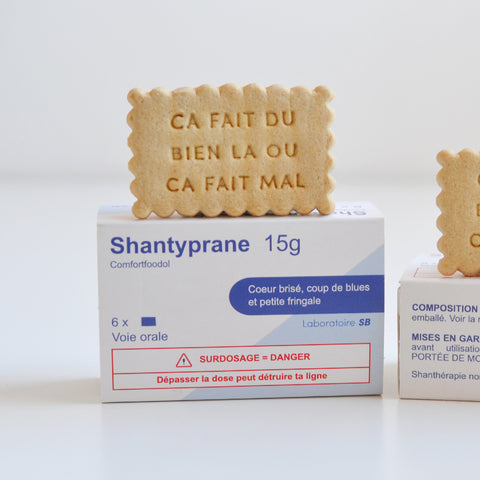 CA FAIT DU
BIEN LA OU
CA FAIT MAL
Shantyprane 15g
Comfortfoodol
Coeur brisé, coup de blues
et petite fringale
6 x
Voie orale
Laboratoire SB
SURDOSAGE = DANGER
Dépasser la dose peut détruire ta ligne
COMPOSITION
emballé. Voir la
MISES EN GAR
avant utilisatio
PORTÉE DE MO
Shanthérapie no